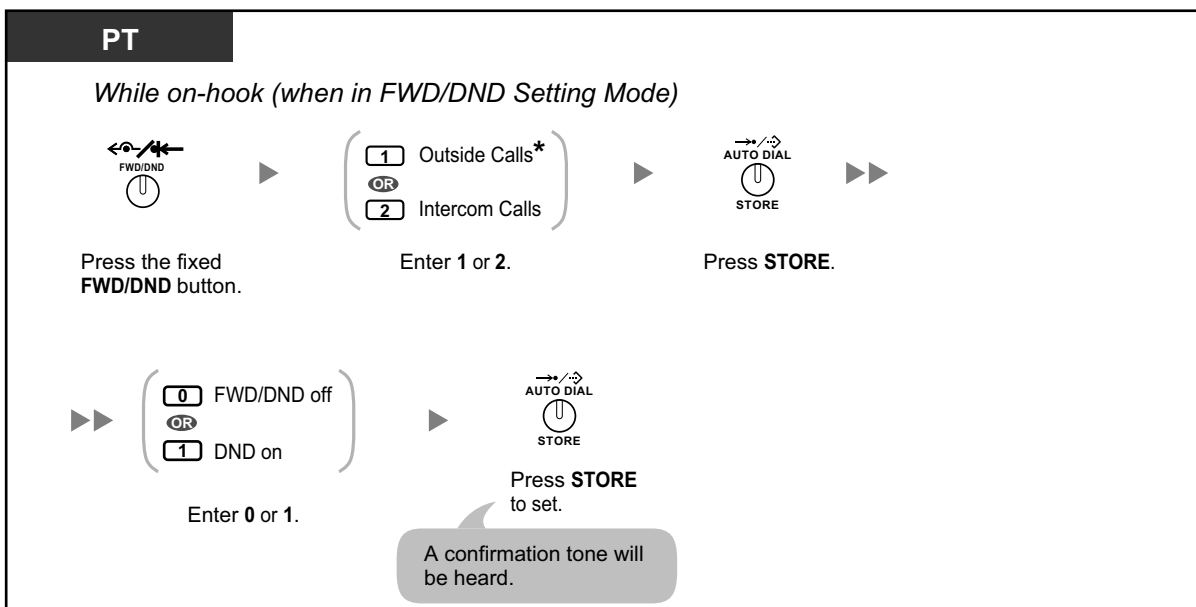 PT
While on-hook (when in FWD/DND Setting Mode)
FWD/DND
1 Outside Calls*
OR
2 Intercom Calls
AUTO DIAL
STORE
Press the fixed
FWD/DND button.
Enter 1 or 2.
Press STORE.
0 FWD/DND off
OR
1 DND on
Enter 0 or 1.
AUTO DIAL
STORE
Press STORE
to set.
A confirmation tone will
be heard.